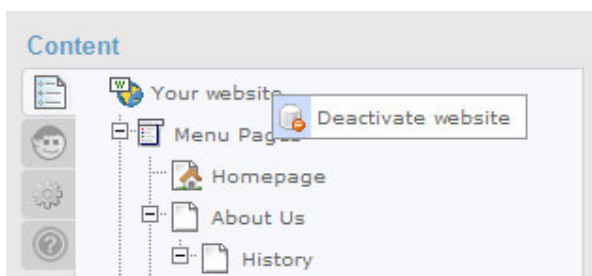 Content
Your website
Deactivate website
Menu Pages
Homepage
About Us
History